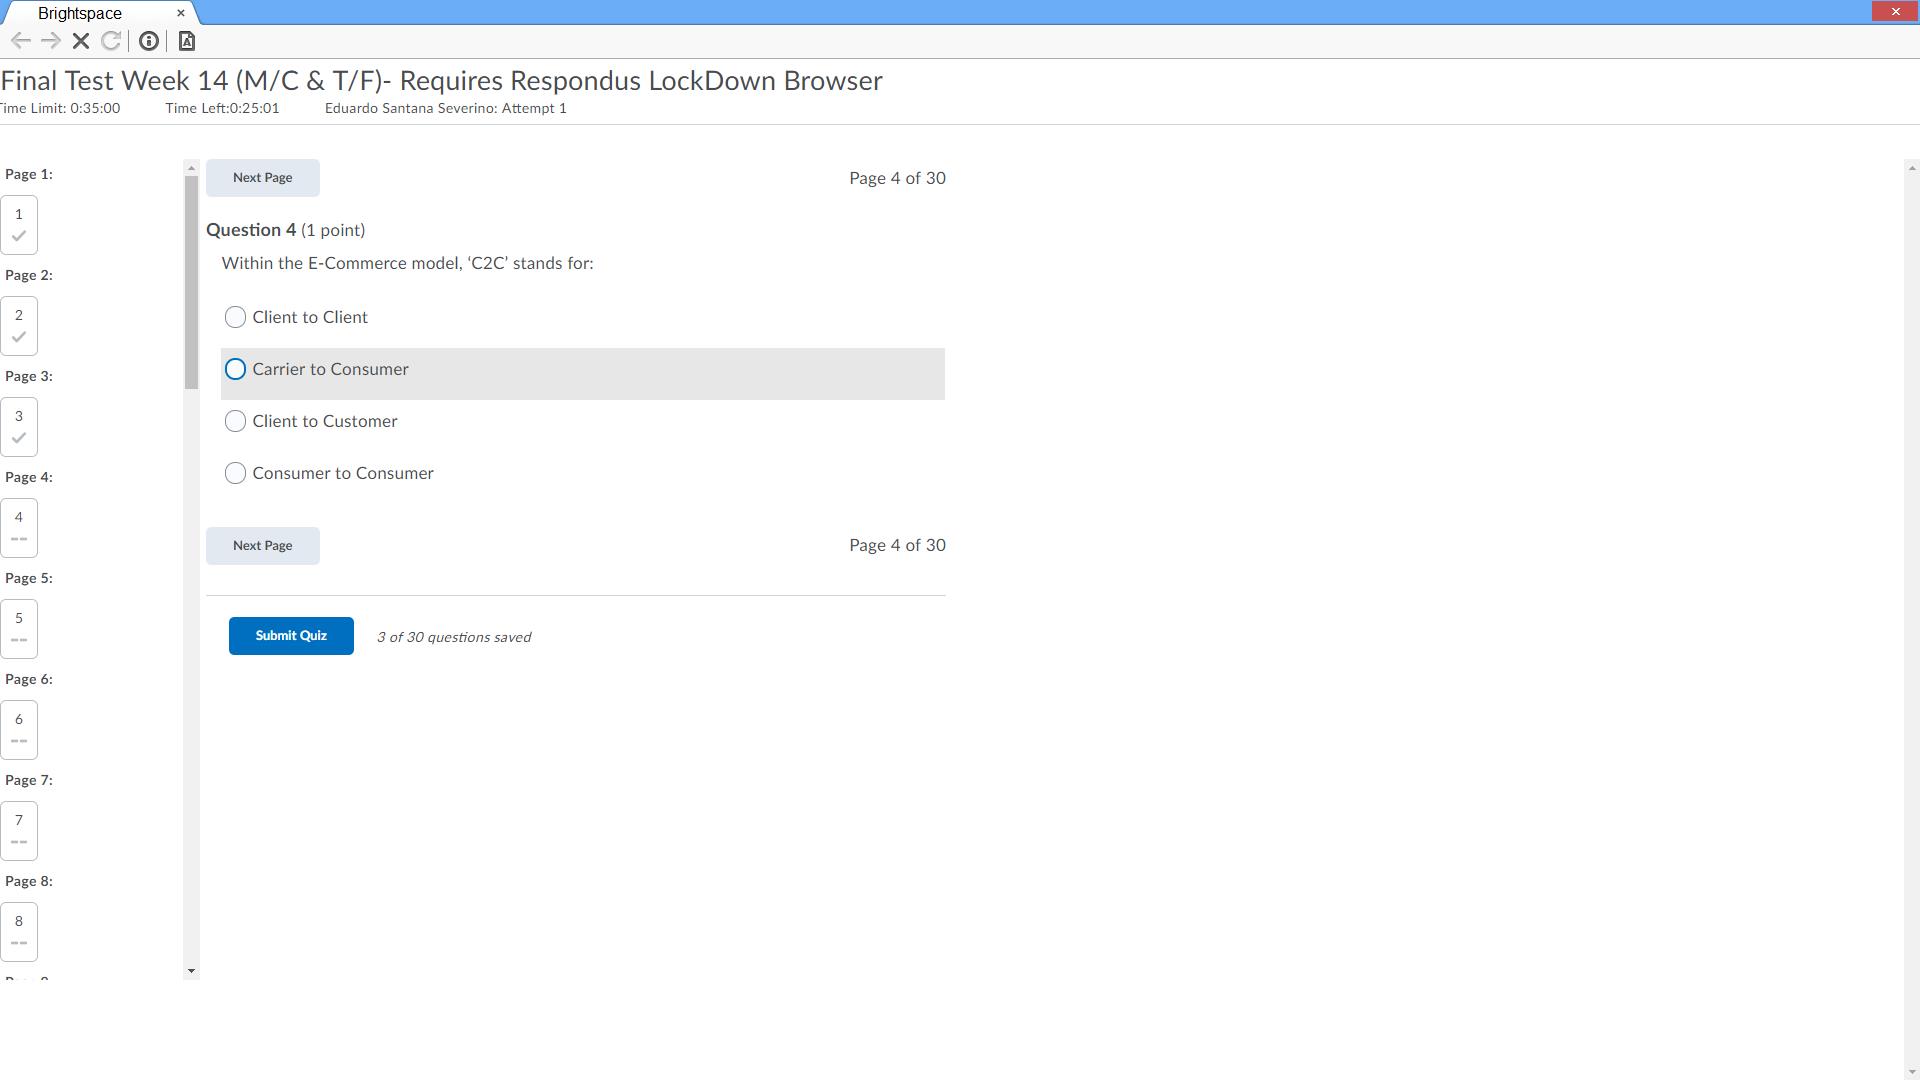 Brightspace
Final Test Week 14 (M/C & T/F)- Requires Respondus LockDown Browser
Time Limit: 0:35:00 Time Left:0:25:01 Eduardo Santana Severino: Attempt 1
Page 1:
1
Page 2:
2
Page 3:
3
Page 4:
4
--
Page 5:
5
--
Page 6:
6
--
Page 7:
7
--
Page 8:
8
--
Next Page Page 4 of 30
Question 4 (1 point)
Within the E-Commerce model, ‘C2C’ stands for:
Client to Client
Carrier to Consumer
Client to Customer
Consumer to Consumer
Next Page Page 4 of 30
Submit Quiz 3 of 30 questions saved